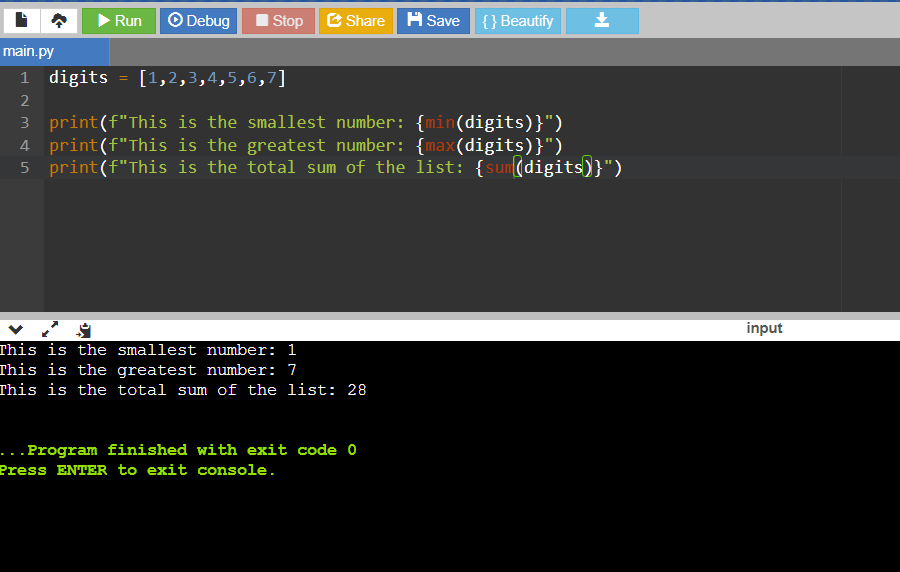 Run Debug Stop Share Save { } Beautify
main.py
1 digits = [1,2,3,4,5,6,7]
2
3 print(f"This is the smallest number: {min(digits)}")
4 print(f"This is the greatest number: {max(digits)}")
5 print(f"This is the total sum of the list: {sum(digits)}")
input
This is the smallest number: 1
This is the greatest number: 7
This is the total sum of the list: 28
...Program finished with exit code 0
Press ENTER to exit console.